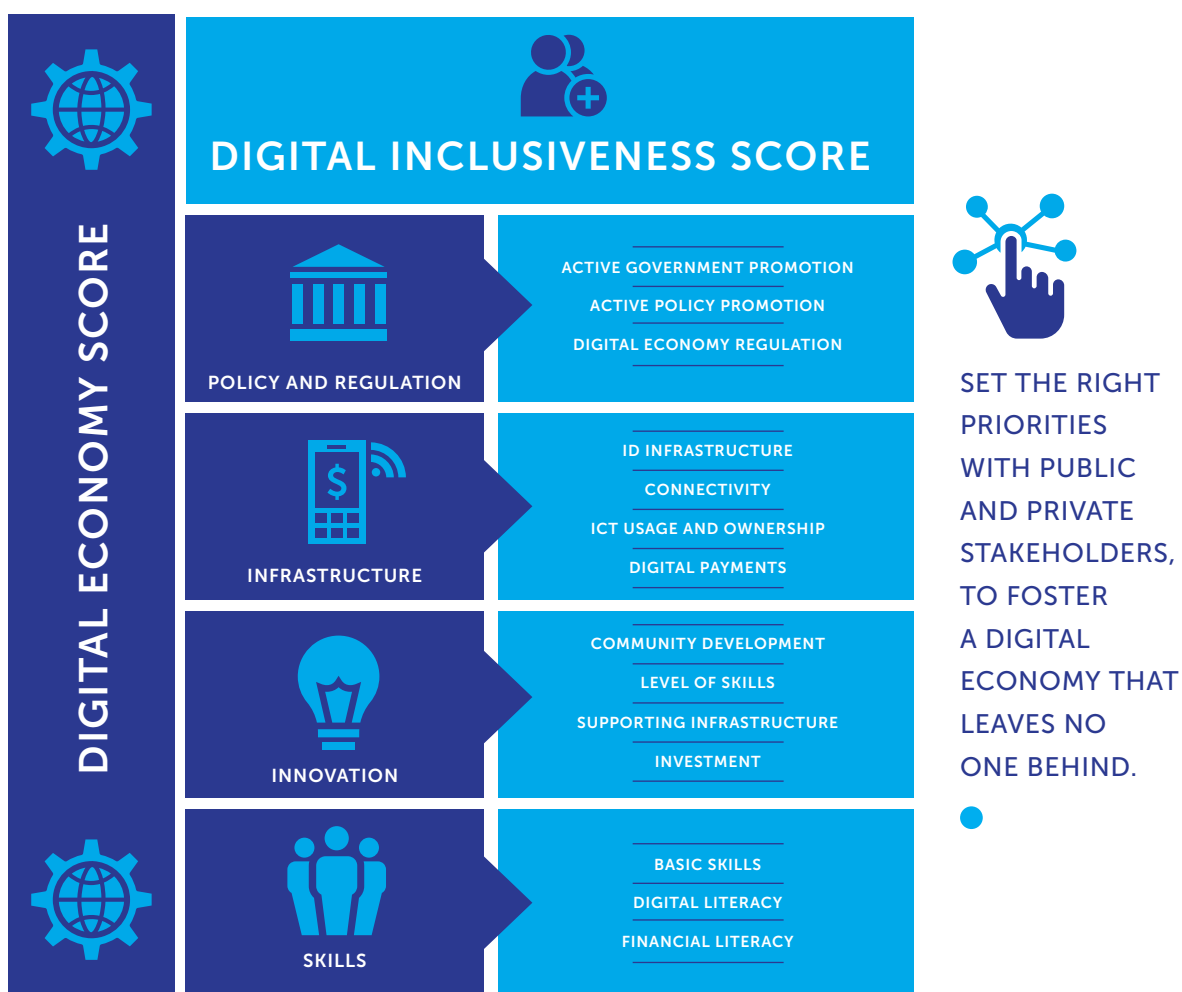 DIGITAL ECONOMY SCORE
DIGITAL INCLUSIVENESS SCORE
POLICY AND REGULATION
ACTIVE GOVERNMENT PROMOTION
ACTIVE POLICY PROMOTION
DIGITAL ECONOMY REGULATION
$
INFRASTRUCTURE
ID INFRASTRUCTURE
CONNECTIVITY
ICT USAGE AND OWNERSHIP
DIGITAL PAYMENTS
INNOVATION
COMMUNITY DEVELOPMENT
LEVEL OF SKILLS
SUPPORTING INFRASTRUCTURE
INVESTMENT
SKILLS
BASIC SKILLS
DIGITAL LITERACY
FINANCIAL LITERACY
SET THE RIGHT
PRIORITIES
WITH PUBLIC
AND PRIVATE
STAKEHOLDERS,
TO FOSTER
A DIGITAL
ECONOMY THAT
LEAVES NO
ONE BEHIND.